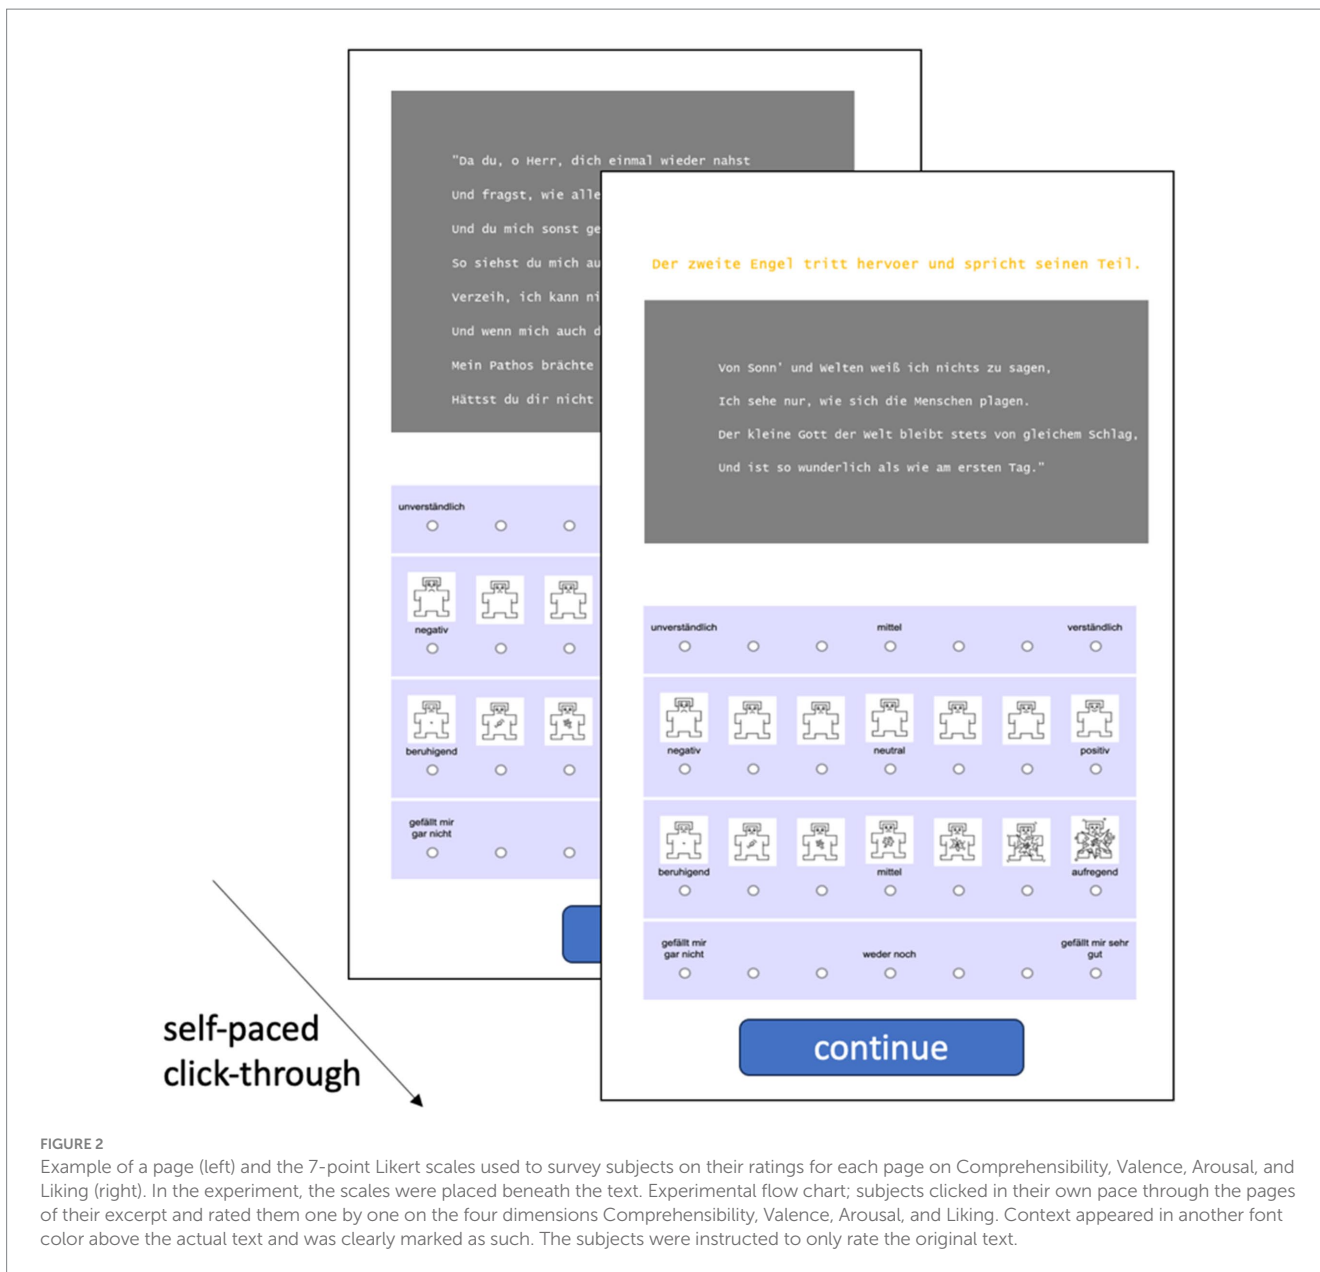 "Da du, o Herr, dich einmal wieder nahst
Und fragst, wie alle
Und du mich sonst ge
So siehst du mich au
Verzeih, ich kann ni
Und wenn mich auch d
Mein Pathos brächte
Hättst du dir nicht
unverständlich
negativ
beruhigend
gefällt mir
gar nicht
Der zweite Engel tritt hervoer und spricht seinen Teil.
Von Sonn' und Welten weiß ich nichts zu sagen,
Ich sehe nur, wie sich die Menschen plagen.
Der kleine Gott der Welt bleibt stets von gleichem Schlag,
Und ist so wunderlich als wie am ersten Tag."
unverständlich mittel verständlich
negativ neutral positiv
beruhigend mittel aufregend
gefällt mir
gar nicht
weder noch
gefällt mir sehr
gut
continue
self-paced
click-through
FIGURE 2
Example of a page (left) and the 7-point Likert scales used to survey subjects on their ratings for each page on Comprehensibility, Valence, Arousal, and
Liking (right). In the experiment, the scales were placed beneath the text. Experimental flow chart; subjects clicked in their own pace through the pages
of their excerpt and rated them one by one on the four dimensions Comprehensibility, Valence, Arousal, and Liking. Context appeared in another font
color above the actual text and was clearly marked as such. The subjects were instructed to only rate the original text.